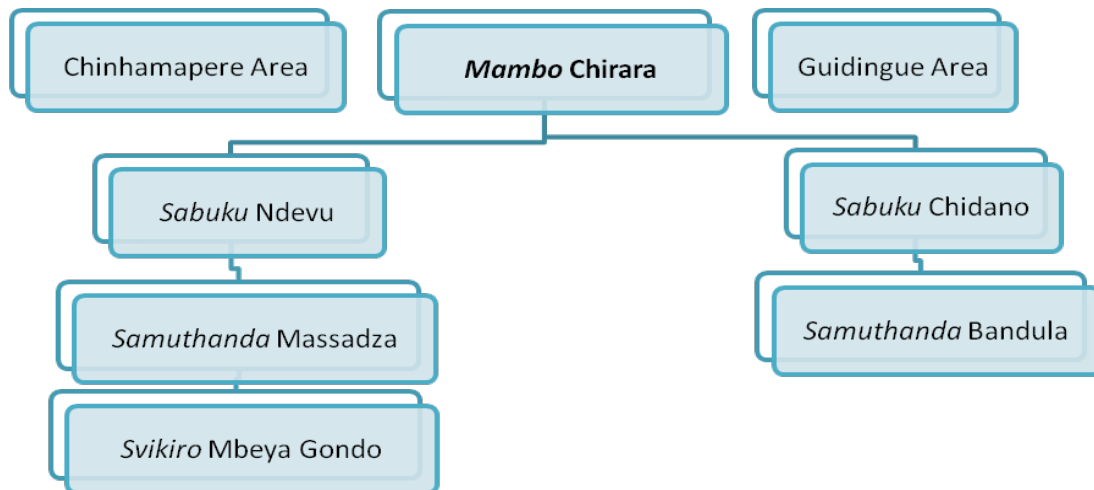 Chinhamapere Area
Mambo Chirara
Guidingue Area
Sabuku Ndevu
Sabuku Chidano
Samuthanda Massadza
Samuthanda Bandula
Svikiro Mbeya Gondo